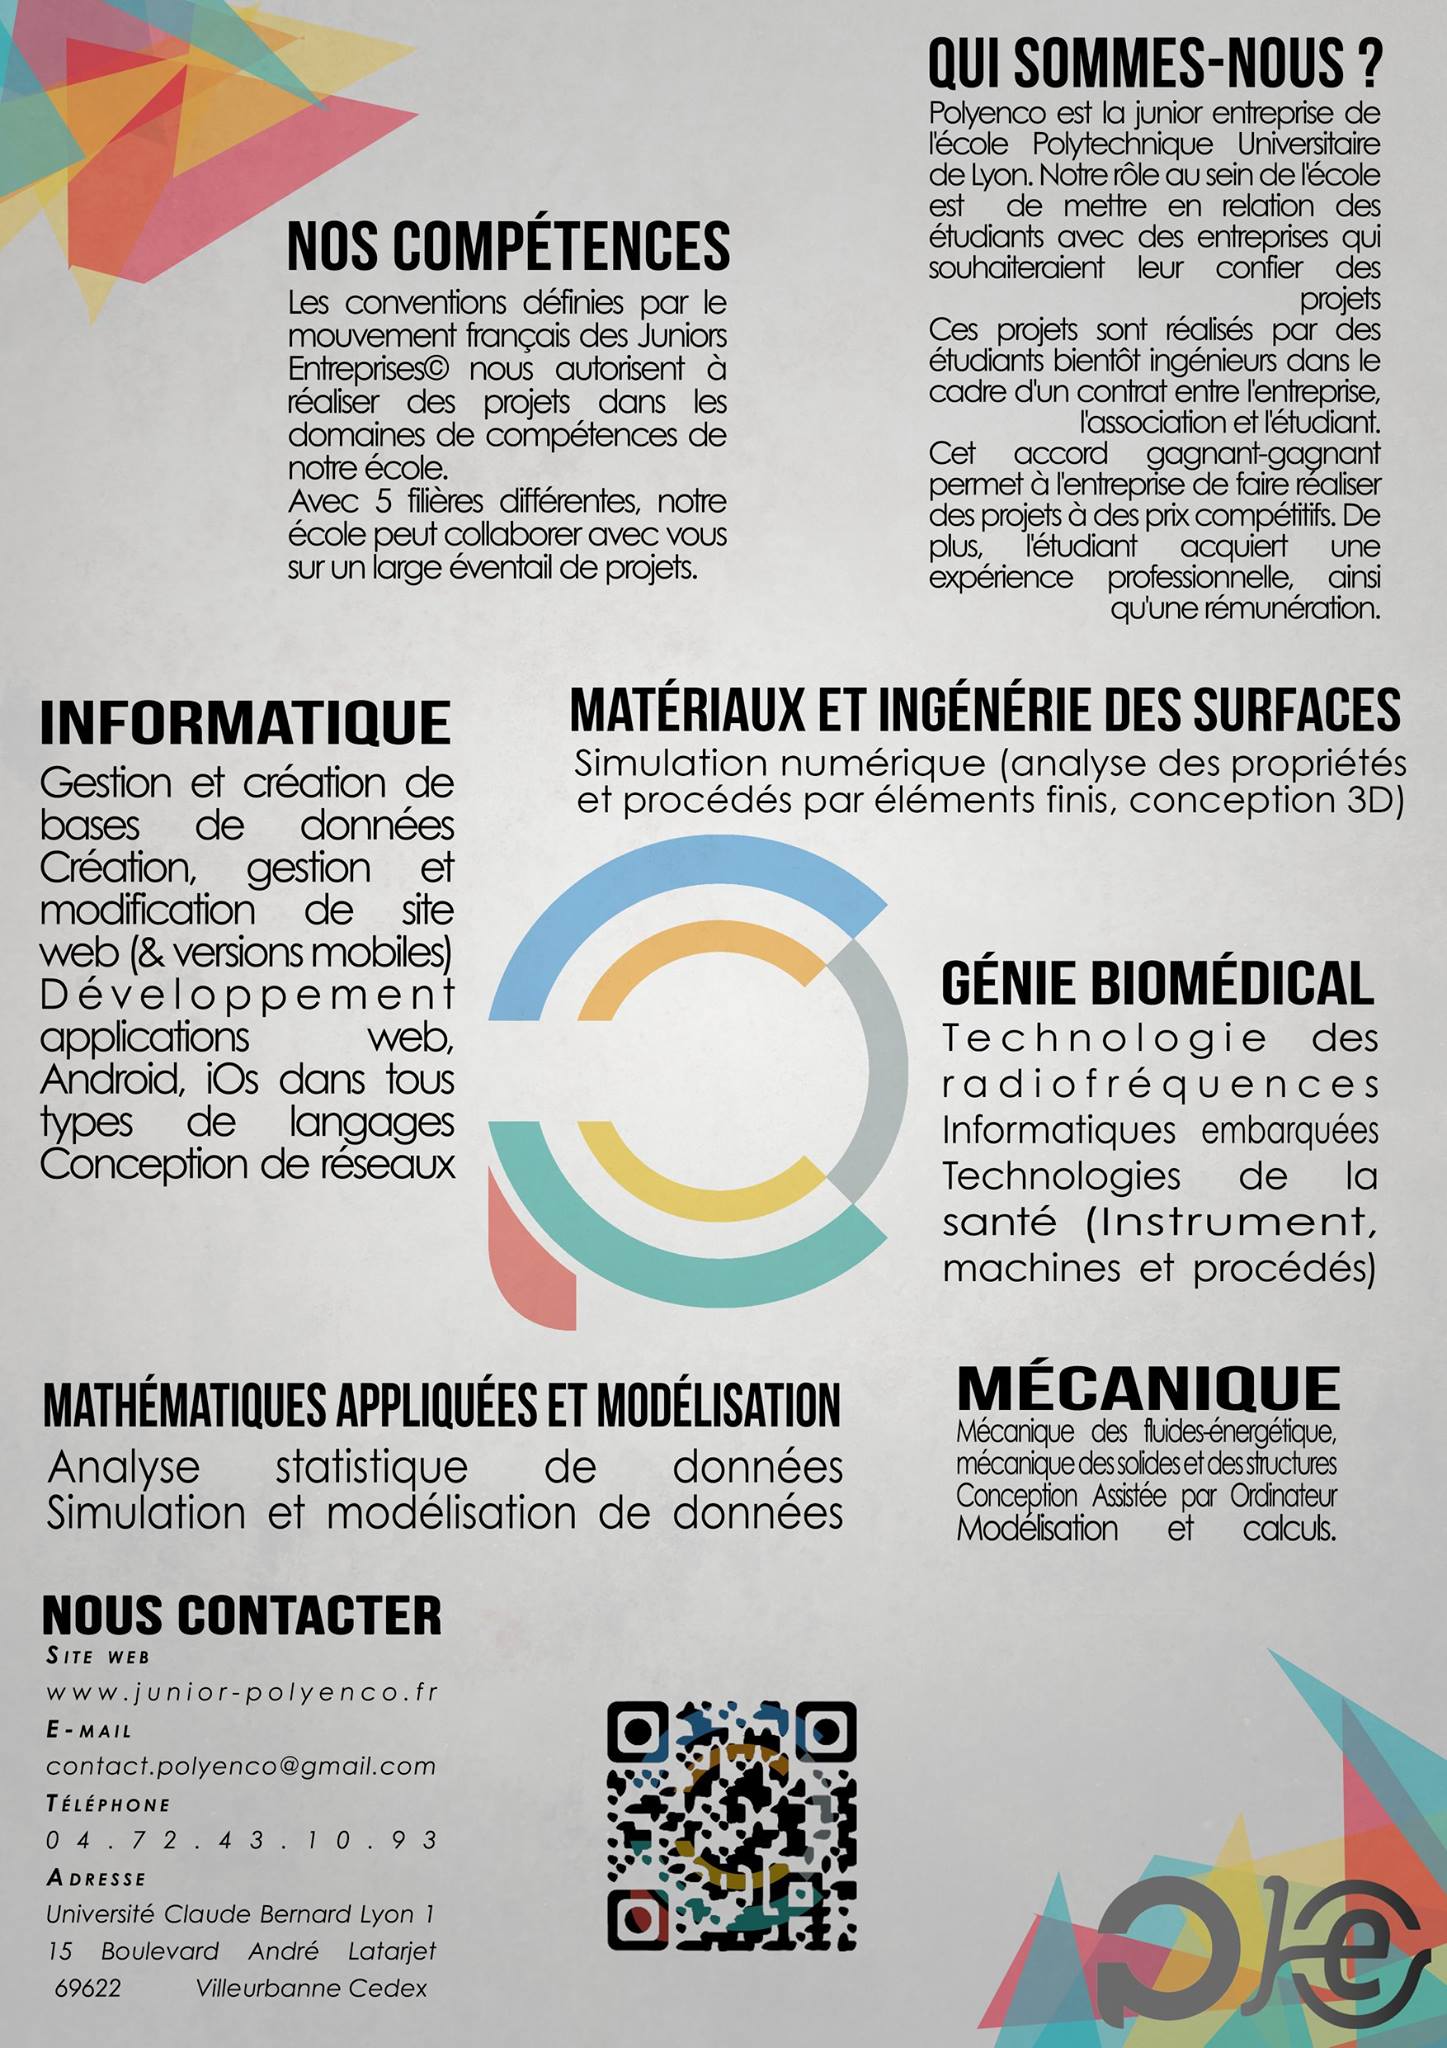 QUI SOMMES-NOUS ?
Polyenco est la junior entreprise de
l'école Polytechnique Universitaire
de Lyon. Notre rôle au sein de l'école
est de mettre en relation des
étudiants avec des entreprises qui
souhaiteraient leur confier des
projets
Ces projets sont réalisés par des
étudiants bientôt ingénieurs dans le
cadre d'un contrat entre l'entreprise,
l'association et l'étudiant.
Cet accord gagnant-gagnant
permet à l'entreprise de faire réaliser
des projets à des prix compétitifs. De
plus, l'étudiant acquiert une
expérience professionnelle, ainsi
qu'une rémunération.
NOS COMPÉTENCES
Les conventions définies par le
mouvement français des Juniors
Entreprises© nous autorisent à
réaliser des projets dans les
domaines de compétences de
notre école.
Avec 5 filières différentes, notre
école peut collaborer avec vous
sur un large éventail de projets.
INFORMATIQUE
Gestion et création de
bases de données
Création, gestion et
modification de site
web (& versions mobiles)
Développement
applications web,
Android, iOs dans tous
types de langages
Conception de réseaux
MATÉRIAUX ET INGÉNÉRIE DES SURFACES
Simulation numérique (analyse des propriétés
et procédés par éléments finis, conception 3D)
GÉNIE BIOMÉDICAL
Technologie des
radiofréquences
Informatiques embarquées
Technologies de la
santé (Instrument,
machines et procédés)
MATHÉMATIQUES APPLIQUÉES ET MODÉLISATION
Analyse statistique de données
Simulation et modélisation de données
MÉCANIQUE
Mécanique des fluides-énergétique,
mécanique des solides et des structures
Conception Assistée par Ordinateur
Modélisation et calculs.
NOUS CONTACTER
SITE WEB
www.junior-polyenco.fr
E-MAIL
contact.polyenco@gmail.com
TÉLÉPHONE
04.72.43.10.93
ADRESSE
Université Claude Bernard Lyon 1
15 Boulevard André Latarjet
69622 Villeurbanne Cedex